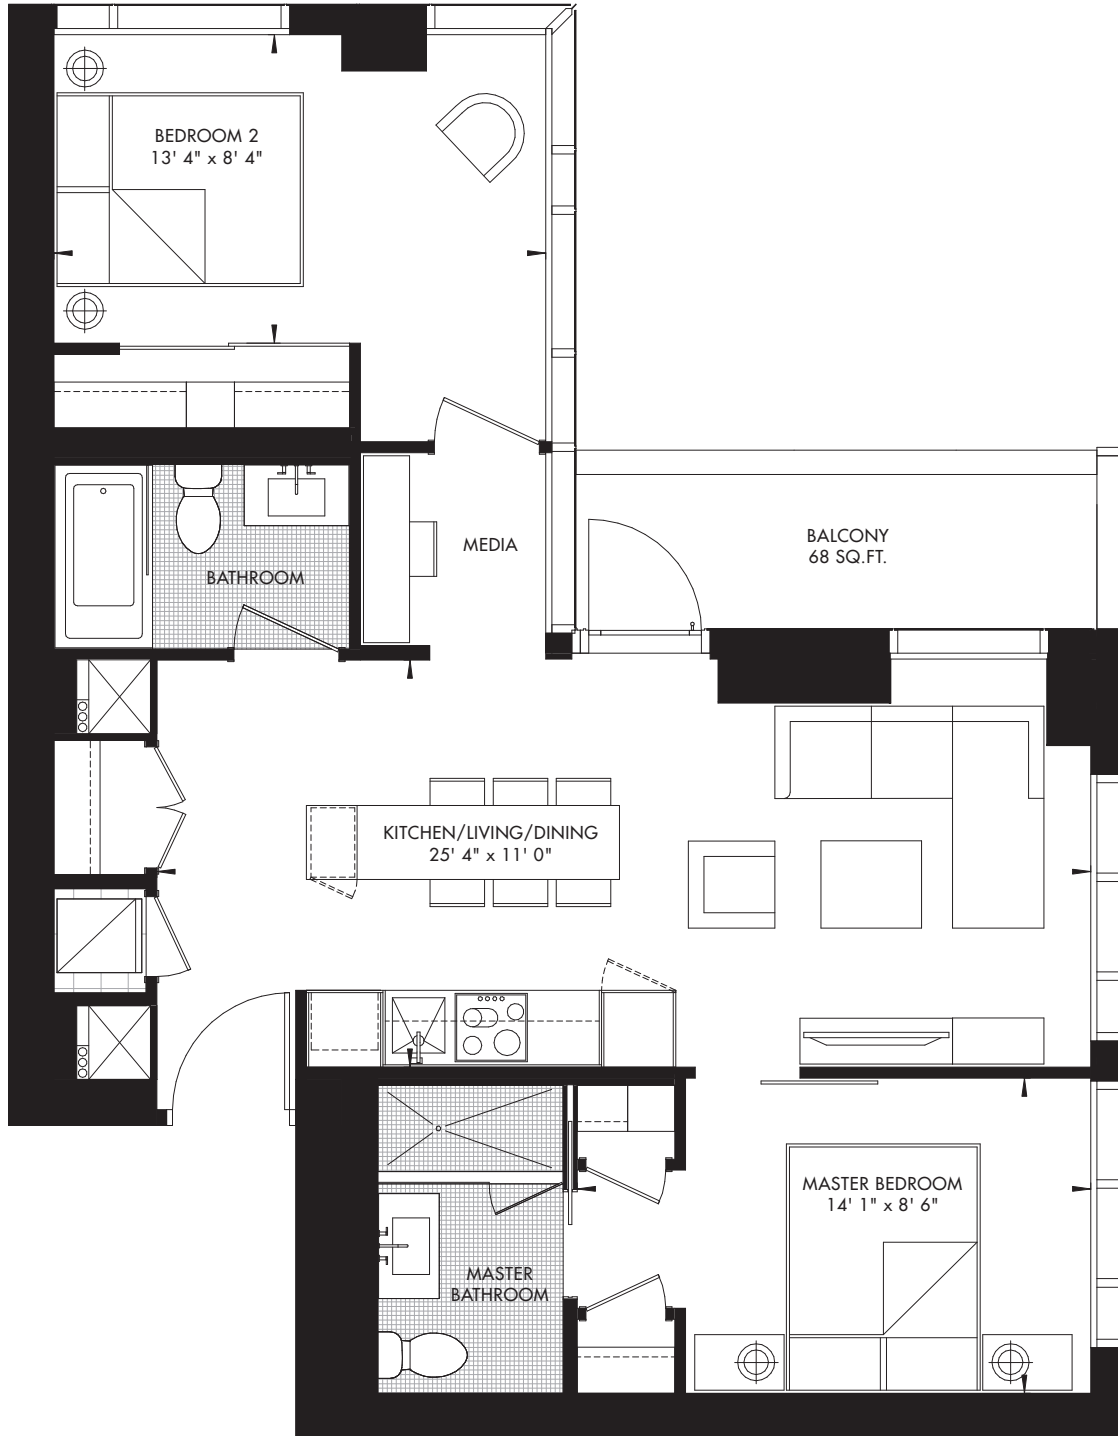 BEDROOM 2
13' 4" x 8' 4"
MEDIA
BALCONY
68 SQ.FT.
BATHROOM
KITCHEN/LIVING/DINING
25' 4" x 11' 0"
MASTER BEDROOM
14' 1" x 8' 6"
MASTER
BATHROOM